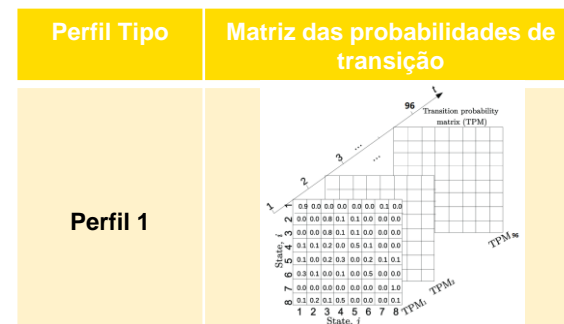 Perfil Tipo
Matriz das probabilidades de
transição
Perfil 1
t
96
Transition probability
matrix (TPM)
...
3
...
2
1
1 0.9 0.0 0.0 0.0 0.0 0.0 0.1 0.0
2 0.0 0.0 0.8 0.1 0.1 0.0 0.0 0.0
3 0.0 0.0 0.8 0.1 0.1 0.0 0.0 0.0
4 0.1 0.1 0.2 0.0 0.5 0.1 0.0 0.0
5 0.1 0.0 0.2 0.3 0.0 0.2 0.1 0.1
6 0.3 0.1 0.0 0.1 0.0 0.5 0.0 0.0
7 0.0 0.0 0.0 0.0 0.0 0.0 0.0 1.0
8 0.1 0.2 0.1 0.5 0.0 0.0 0.0 0.1
State, i
1 2 3 4 5 6 7 8
State, j
TPM1
TPM2
TPM96